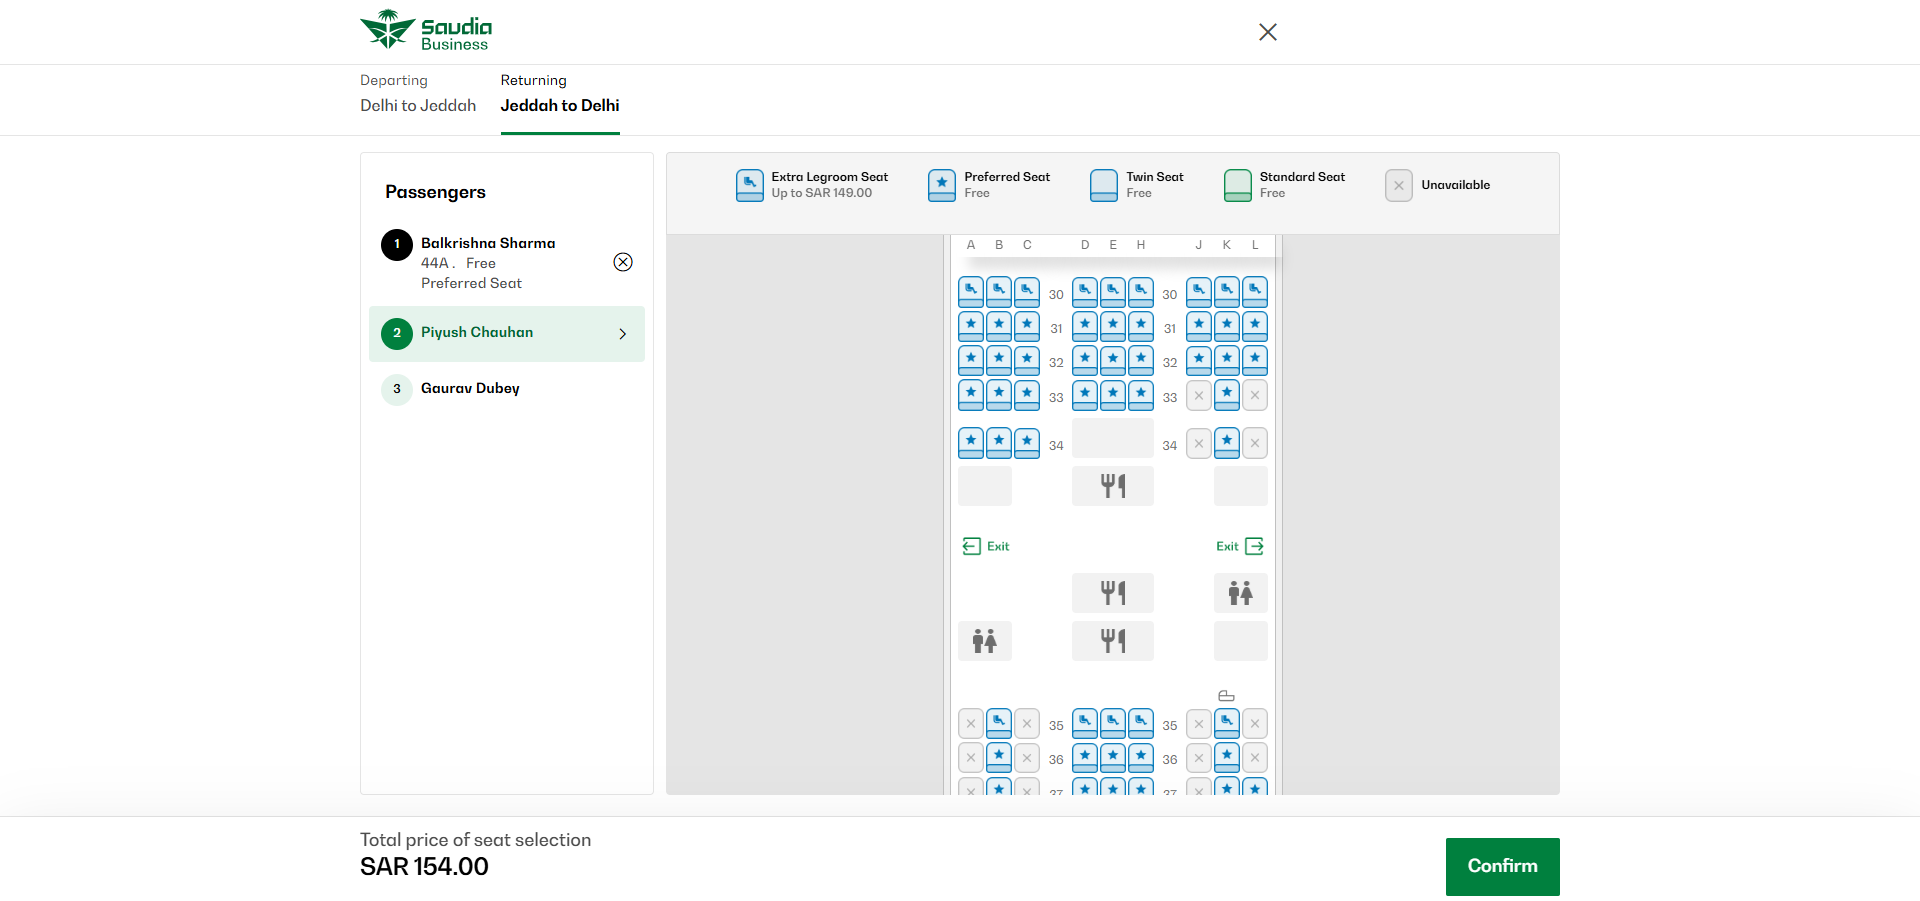 Saudia
Business
Departing
Delhi to Jeddah
Returning
Jeddah to Delhi
Passengers
1
Balkrishna Sharma
44A . Free
Preferred Seat
2
Piyush Chauhan
3
Gaurav Dubey
Extra Legroom Seat
Up to SAR 149.00
Preferred Seat
Free
Twin Seat
Free
Standard Seat
Free
Unavailable
A B C D E H J K L
30 30
31 31
32 32
33 33
34 34
Exit Exit
35 35
36 36
37 37
Total price of seat selection
SAR 154.00
Confirm